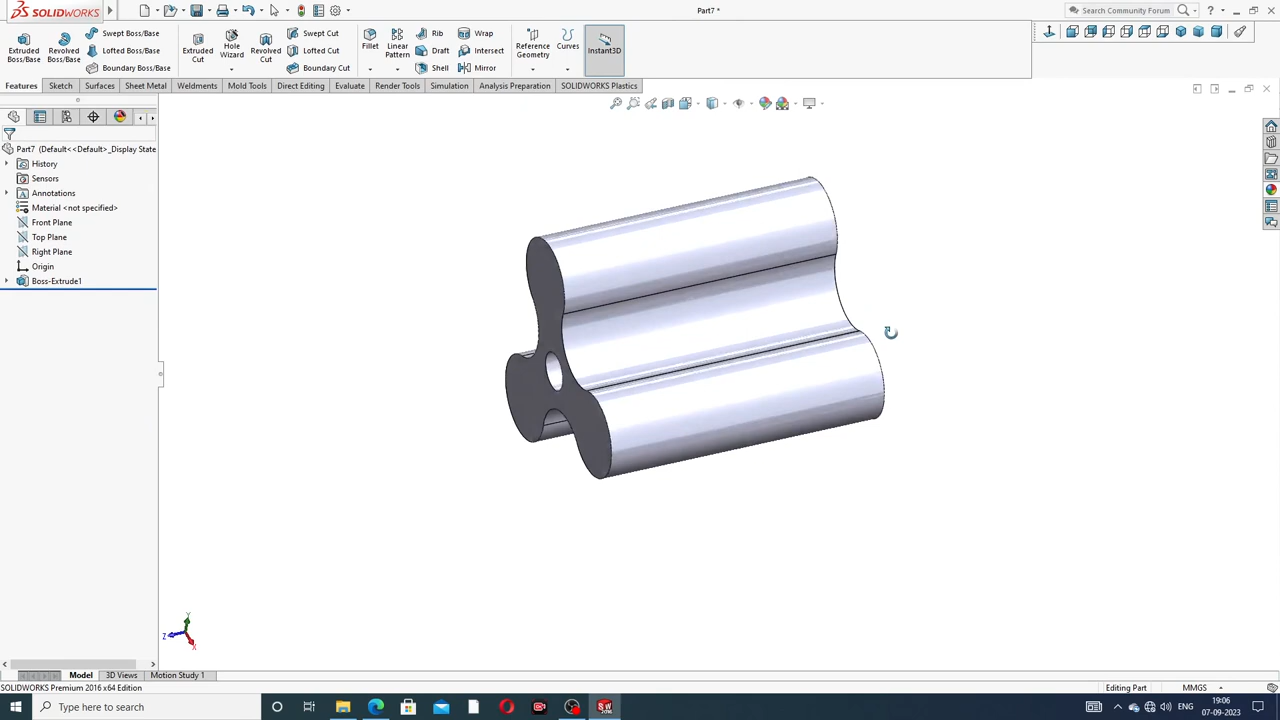 SOLIDWORKS
Part7 *
Search Community Forum
Extruded Boss/Base
Revolved Boss/Base
Swept Boss/Base
Lofted Boss/Base
Boundary Boss/Base
Extruded Cut
Hole Wizard
Revolved Cut
Swept Cut
Lofted Cut
Boundary Cut
Fillet
Linear Pattern
Rib
Draft
Shell
Wrap
Intersect
Mirror
Reference Geometry
Curves
Instant3D
Features Sketch Surfaces Sheet Metal Weldments Mold Tools Direct Editing Evaluate Render Tools Simulation Analysis Preparation SOLIDWORKS Plastics
Part7 (Default<<Default>_Display State
History
Sensors
Annotations
Material <not specified>
Front Plane
Top Plane
Right Plane
Origin
Boss-Extrude1
Y
Z
X
Model 3D Views Motion Study 1
SOLIDWORKS Premium 2016 x64 Edition
Editing Part
MMGS
Type here to search
ENG
19:06
07-09-2023